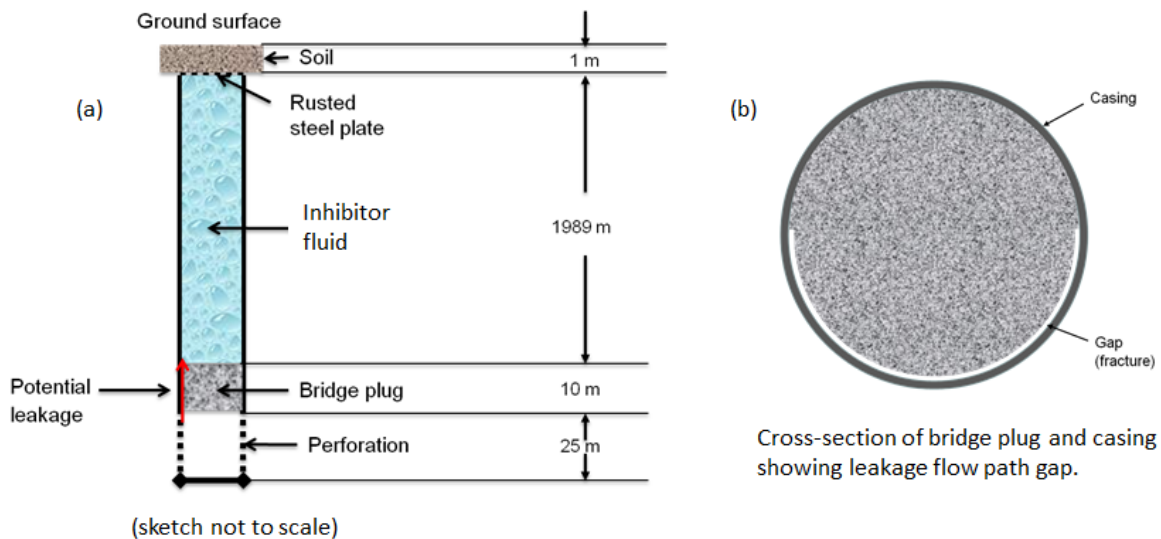 Ground surface
Soil
1 m
(a)
Rusted
steel plate
Inhibitor
fluid
1989 m
Potential
leakage
Bridge plug
10 m
Perforation
25 m
(sketch not to scale)
(b)
Casing
Gap
(fracture)
Cross-section of bridge plug and casing
showing leakage flow path gap.